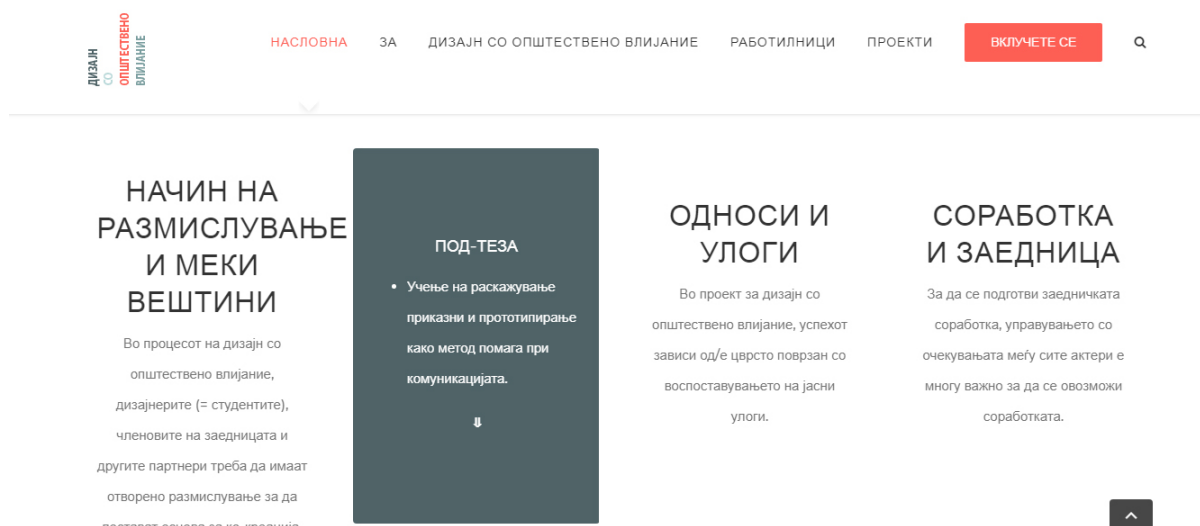 ДИЗАЈН
СО
ОПШТЕСТВЕНО
ВЛИЈАНИЕ
НАСЛОВНА ЗА ДИЗАЈН СО ОПШТЕСТВЕНО ВЛИЈАНИЕ РАБОТИЛНИЦИ ПРОЕКТИ ВКЛУЧЕТЕ СЕ
НАЧИН НА
РАЗМИСЛУВАЊЕ
И МЕКИ
ВЕШТИНИ
Во процесот на дизајн со
општествено влијание,
дизајнерите (= студентите),
членовите на заедницата и
другите партнери треба да имаат
отворено размислување за да
ПОД-ТЕЗА
• Учење на раскажување
приказни и прототипирање
како метод помага при
комуникацијата.
⇓
ОДНОСИ И
УЛОГИ
Во проект за дизајн со
општествено влијание, успехот
зависи од/е цврсто поврзан со
воспоставувањето на јасни
улоги.
СОРАБОТКА
И ЗАЕДНИЦА
За да се подготви заедничката
соработка, управувањето со
очекувањата меѓу сите актери е
многу важно за да се овозможи
соработката.